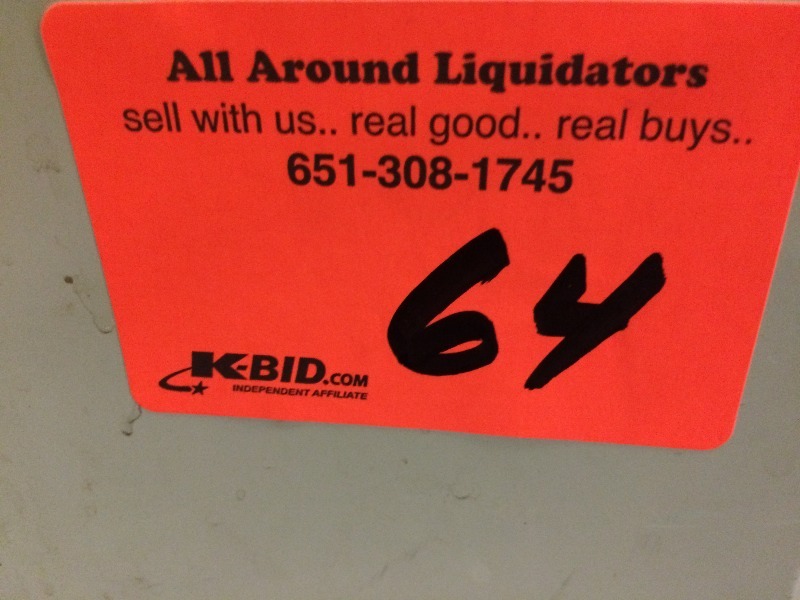 All Around Liquidators
sell with us.. real good.. real buys..
651-308-1745
64
K-BID.COM
INDEPENDENT AFFILIATE